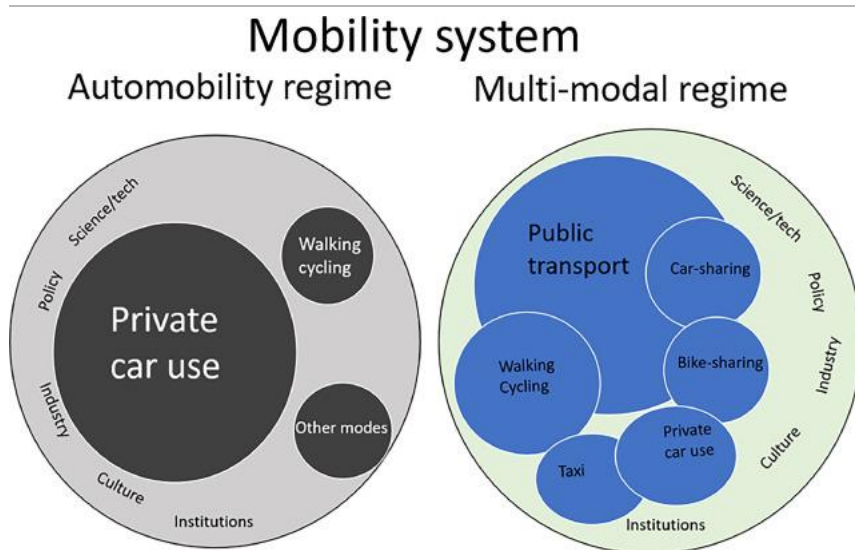 Mobility system
Automobility regime
Multi-modal regime
Science/tech
Policy
Industry
Culture
Institutions
Private
car use
Walking
cycling
Other modes
Science/tech
Policy
Industry
Culture
Institutions
Public
transport
Car-sharing
Bike-sharing
Walking
Cycling
Private
car use
Taxi